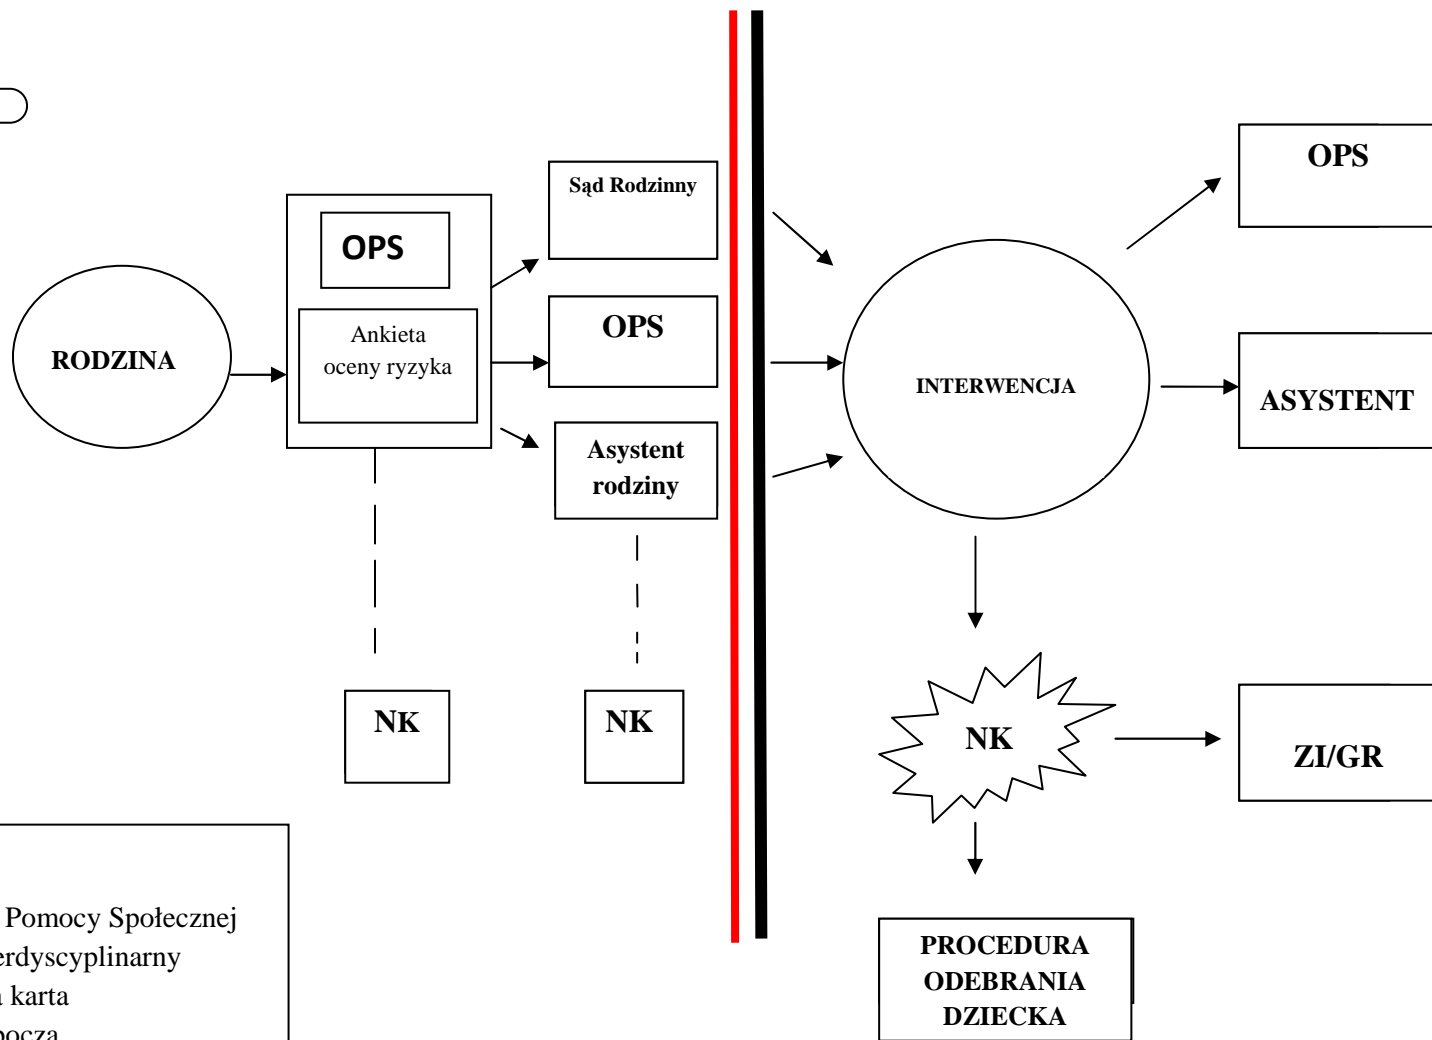 OPS
Sąd Rodzinny
OPS
Ankieta
oceny ryzyka
OPS
RODZINA
INTERWENCJA
ASYSTENT
Asystent
rodziny
NK
NK
NK
ZI/GR
Pomocy Społecznej
karta
PROCEDURA
ODEBRANIA
DZIECKA